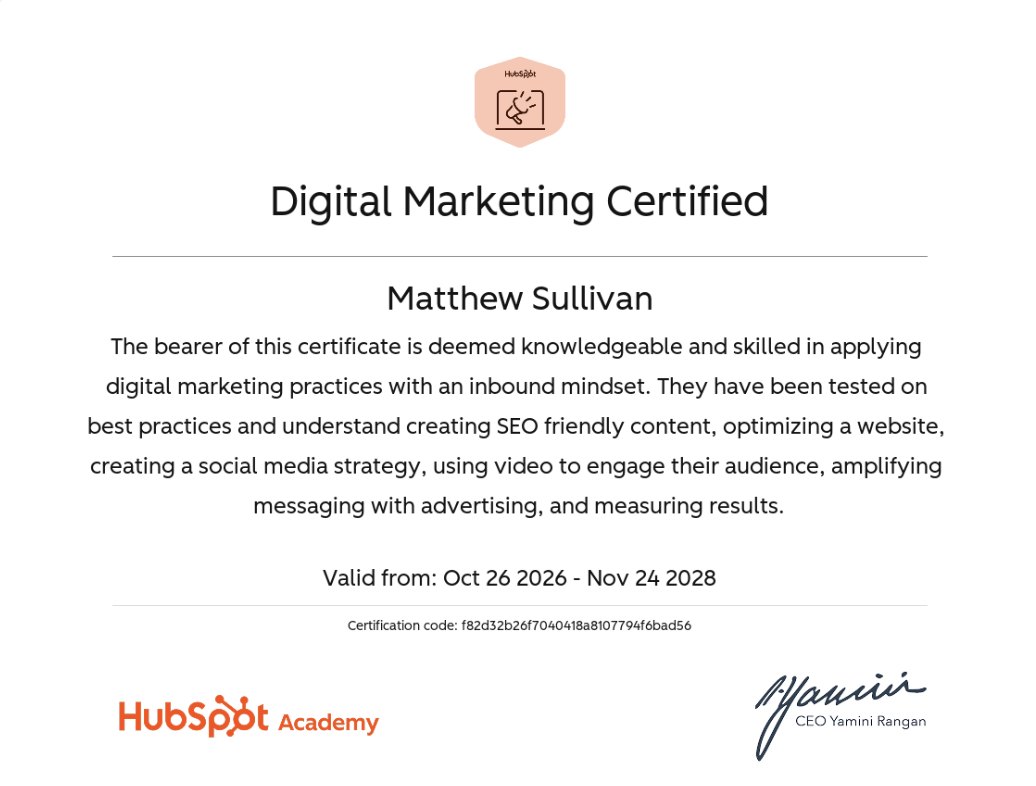 HubSpot
Digital Marketing Certified
Matthew Sullivan
The bearer of this certificate is deemed knowledgeable and skilled in applying
digital marketing practices with an inbound mindset. They have been tested on
best practices and understand creating SEO friendly content, optimizing a website,
creating a social media strategy, using video to engage their audience, amplifying
messaging with advertising, and measuring results.
Valid from: Oct 26 2026 - Nov 24 2028
Certification code: f82d32b26f7040418a8107794f6bad56
HubSpot Academy
Yamini
CEO Yamini Rangan